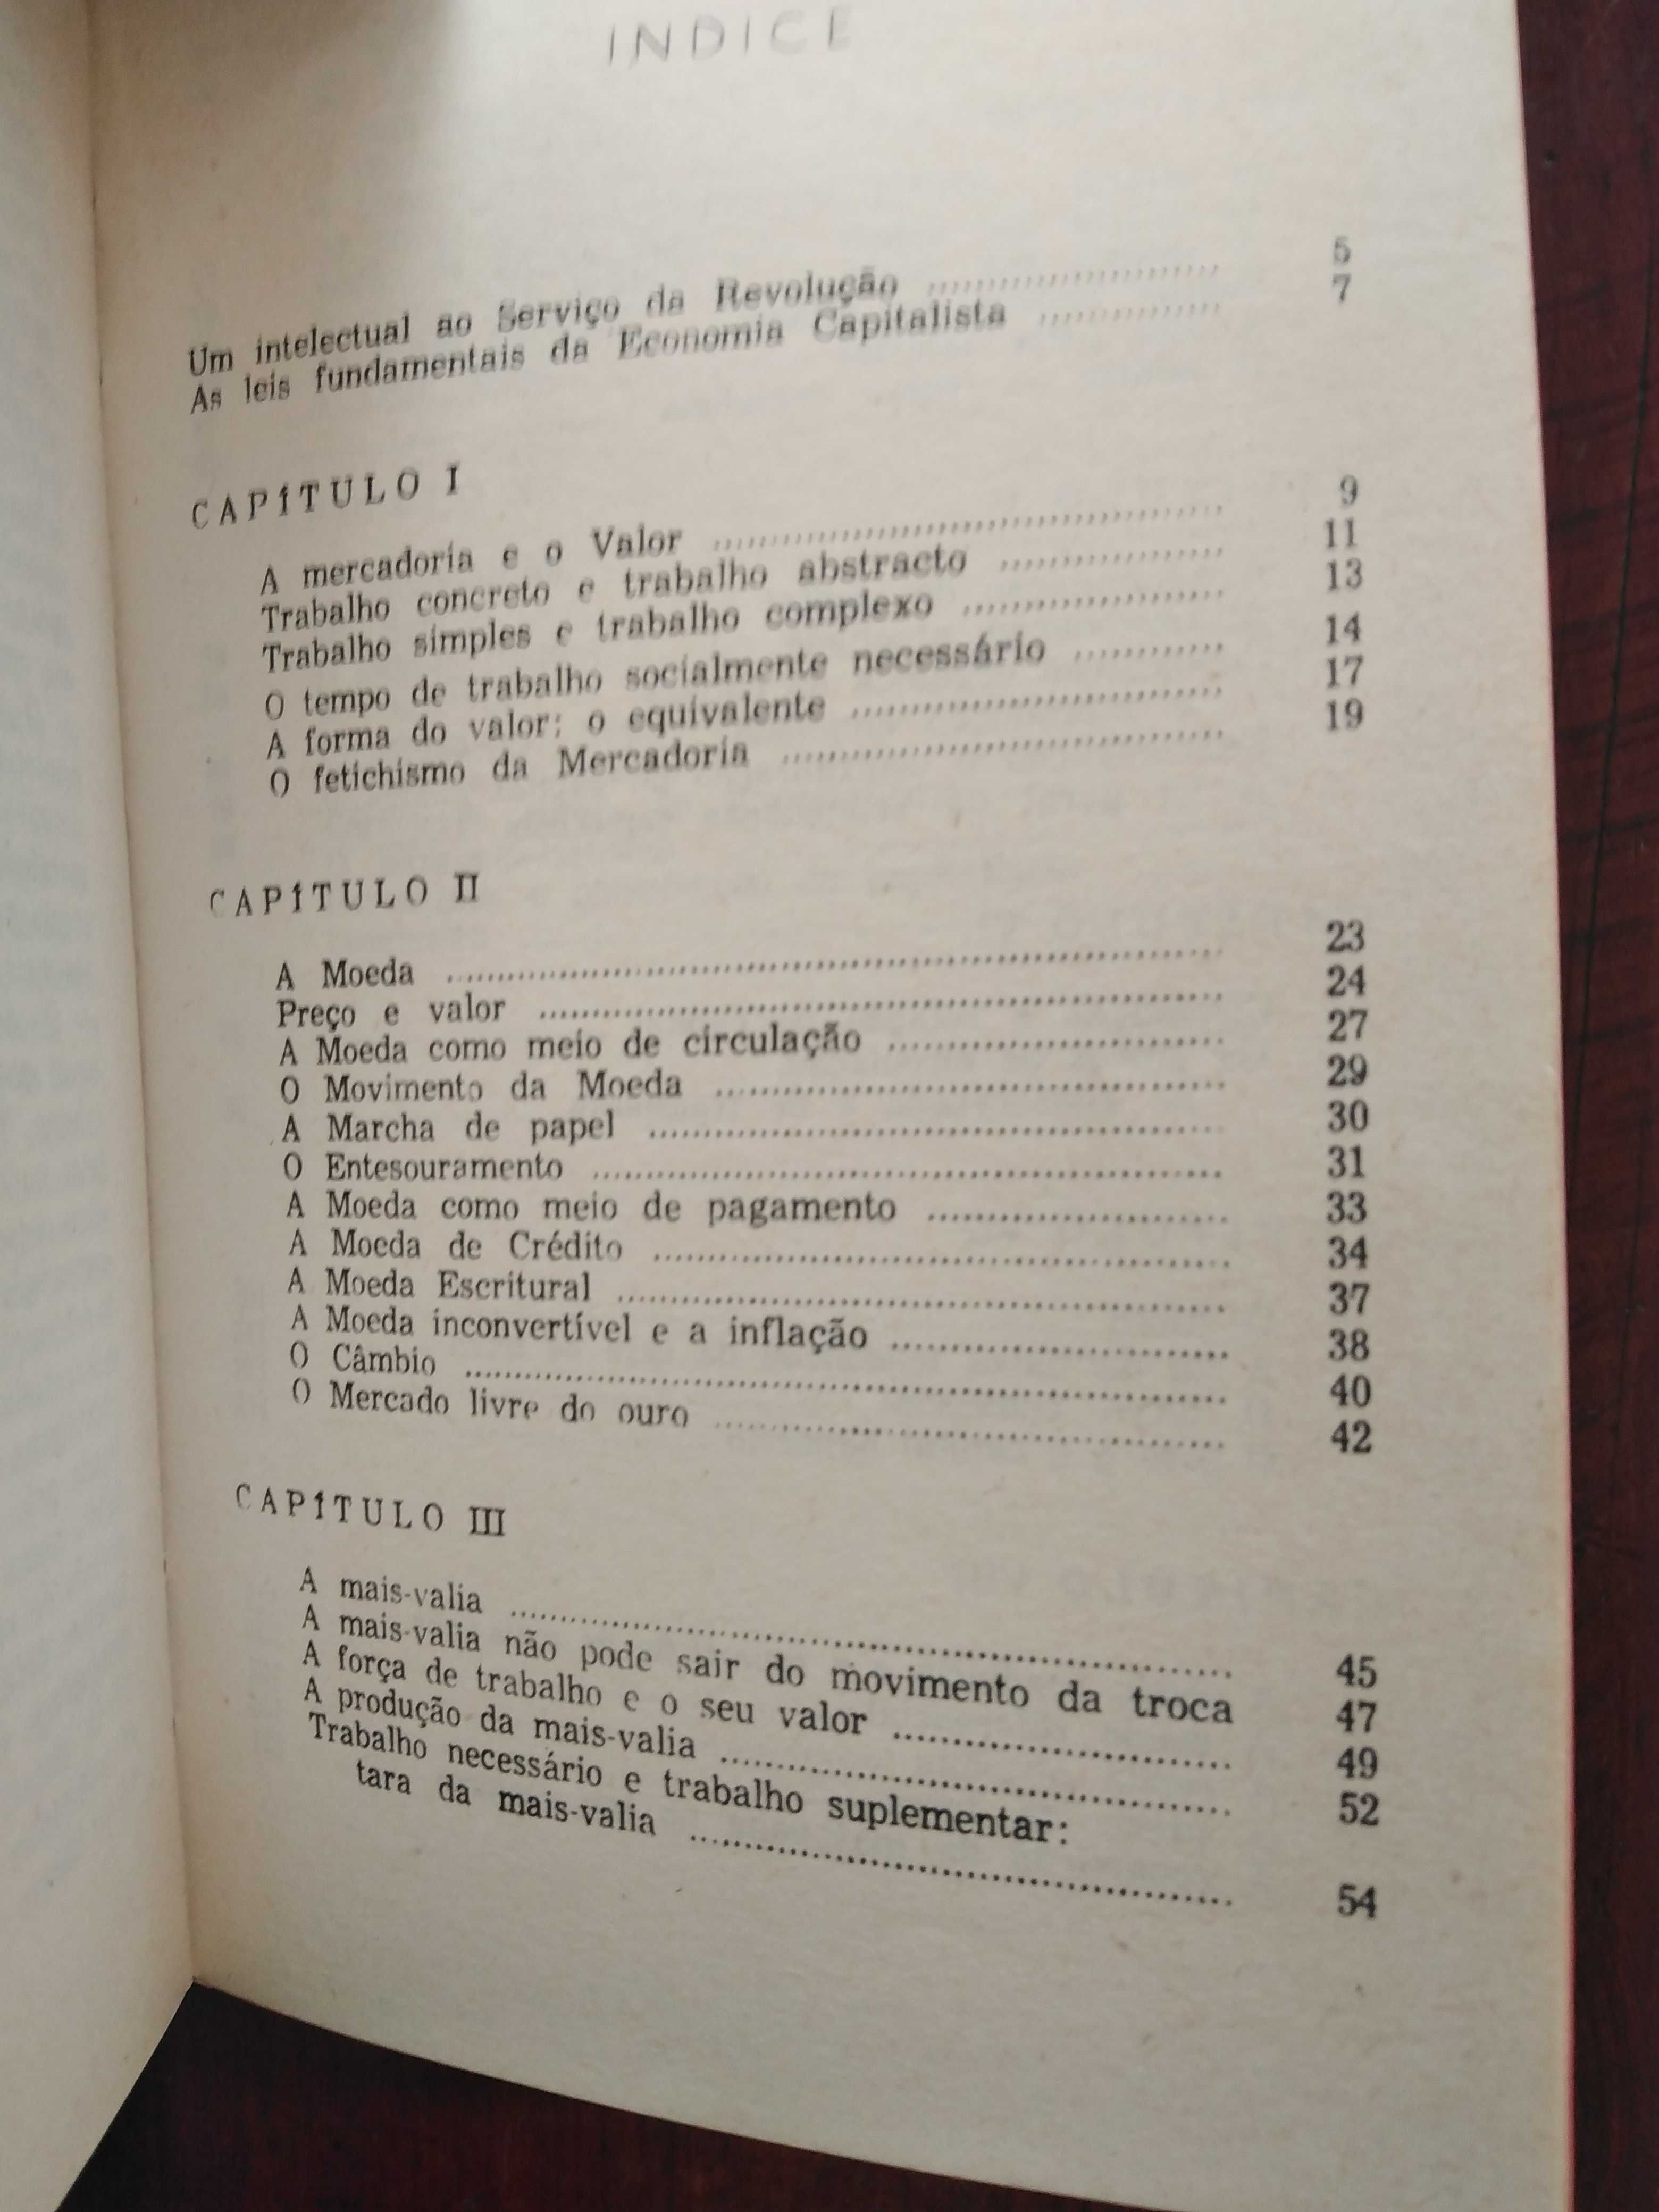 INDICE
Um intelectual ao Serviço da Revolução ........................ 5
As leis fundamentais da Economia Capitalista ............... 7
CAPÍTULO I
A mercadoria e o Valor ........................................ 9
Trabalho concreto e trabalho abstracto .................. 11
Trabalho simples e trabalho complexo ..................... 13
O tempo de trabalho socialmente necessário ............ 14
A forma do valor; o equivalente ........................... 17
O fetichismo da Mercadoria ................................. 19
CAPÍTULO II
A Moeda ............................................................ 23
Preço e valor ................................................... 24
A Moeda como meio de circulação ........................ 27
O Movimento da Moeda ....................................... 29
A Marcha de papel ............................................. 30
O Entesouramento ............................................. 31
A Moeda como meio de pagamento ........................ 33
A Moeda de Crédito .......................................... 34
A Moeda Escritural .......................................... 37
A Moeda inconvertível e a inflação ........................ 38
O Câmbio ......................................................... 40
O Mercado livre do ouro .................................... 42
CAPÍTULO III
A mais-valia ...................................................... 45
A mais-valia não pode sair do movimento da troca 47
A força de trabalho e o seu valor ........................ 49
A produção da mais-valia .................................... 52
Trabalho necessário e trabalho suplementar:
tara da mais-valia .......................................... 54